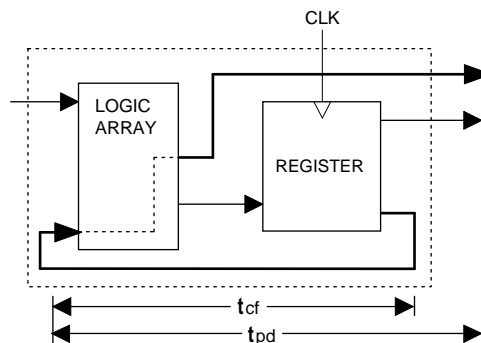 CLK
LOGIC
ARRAY
REGISTER
tcf
tpd